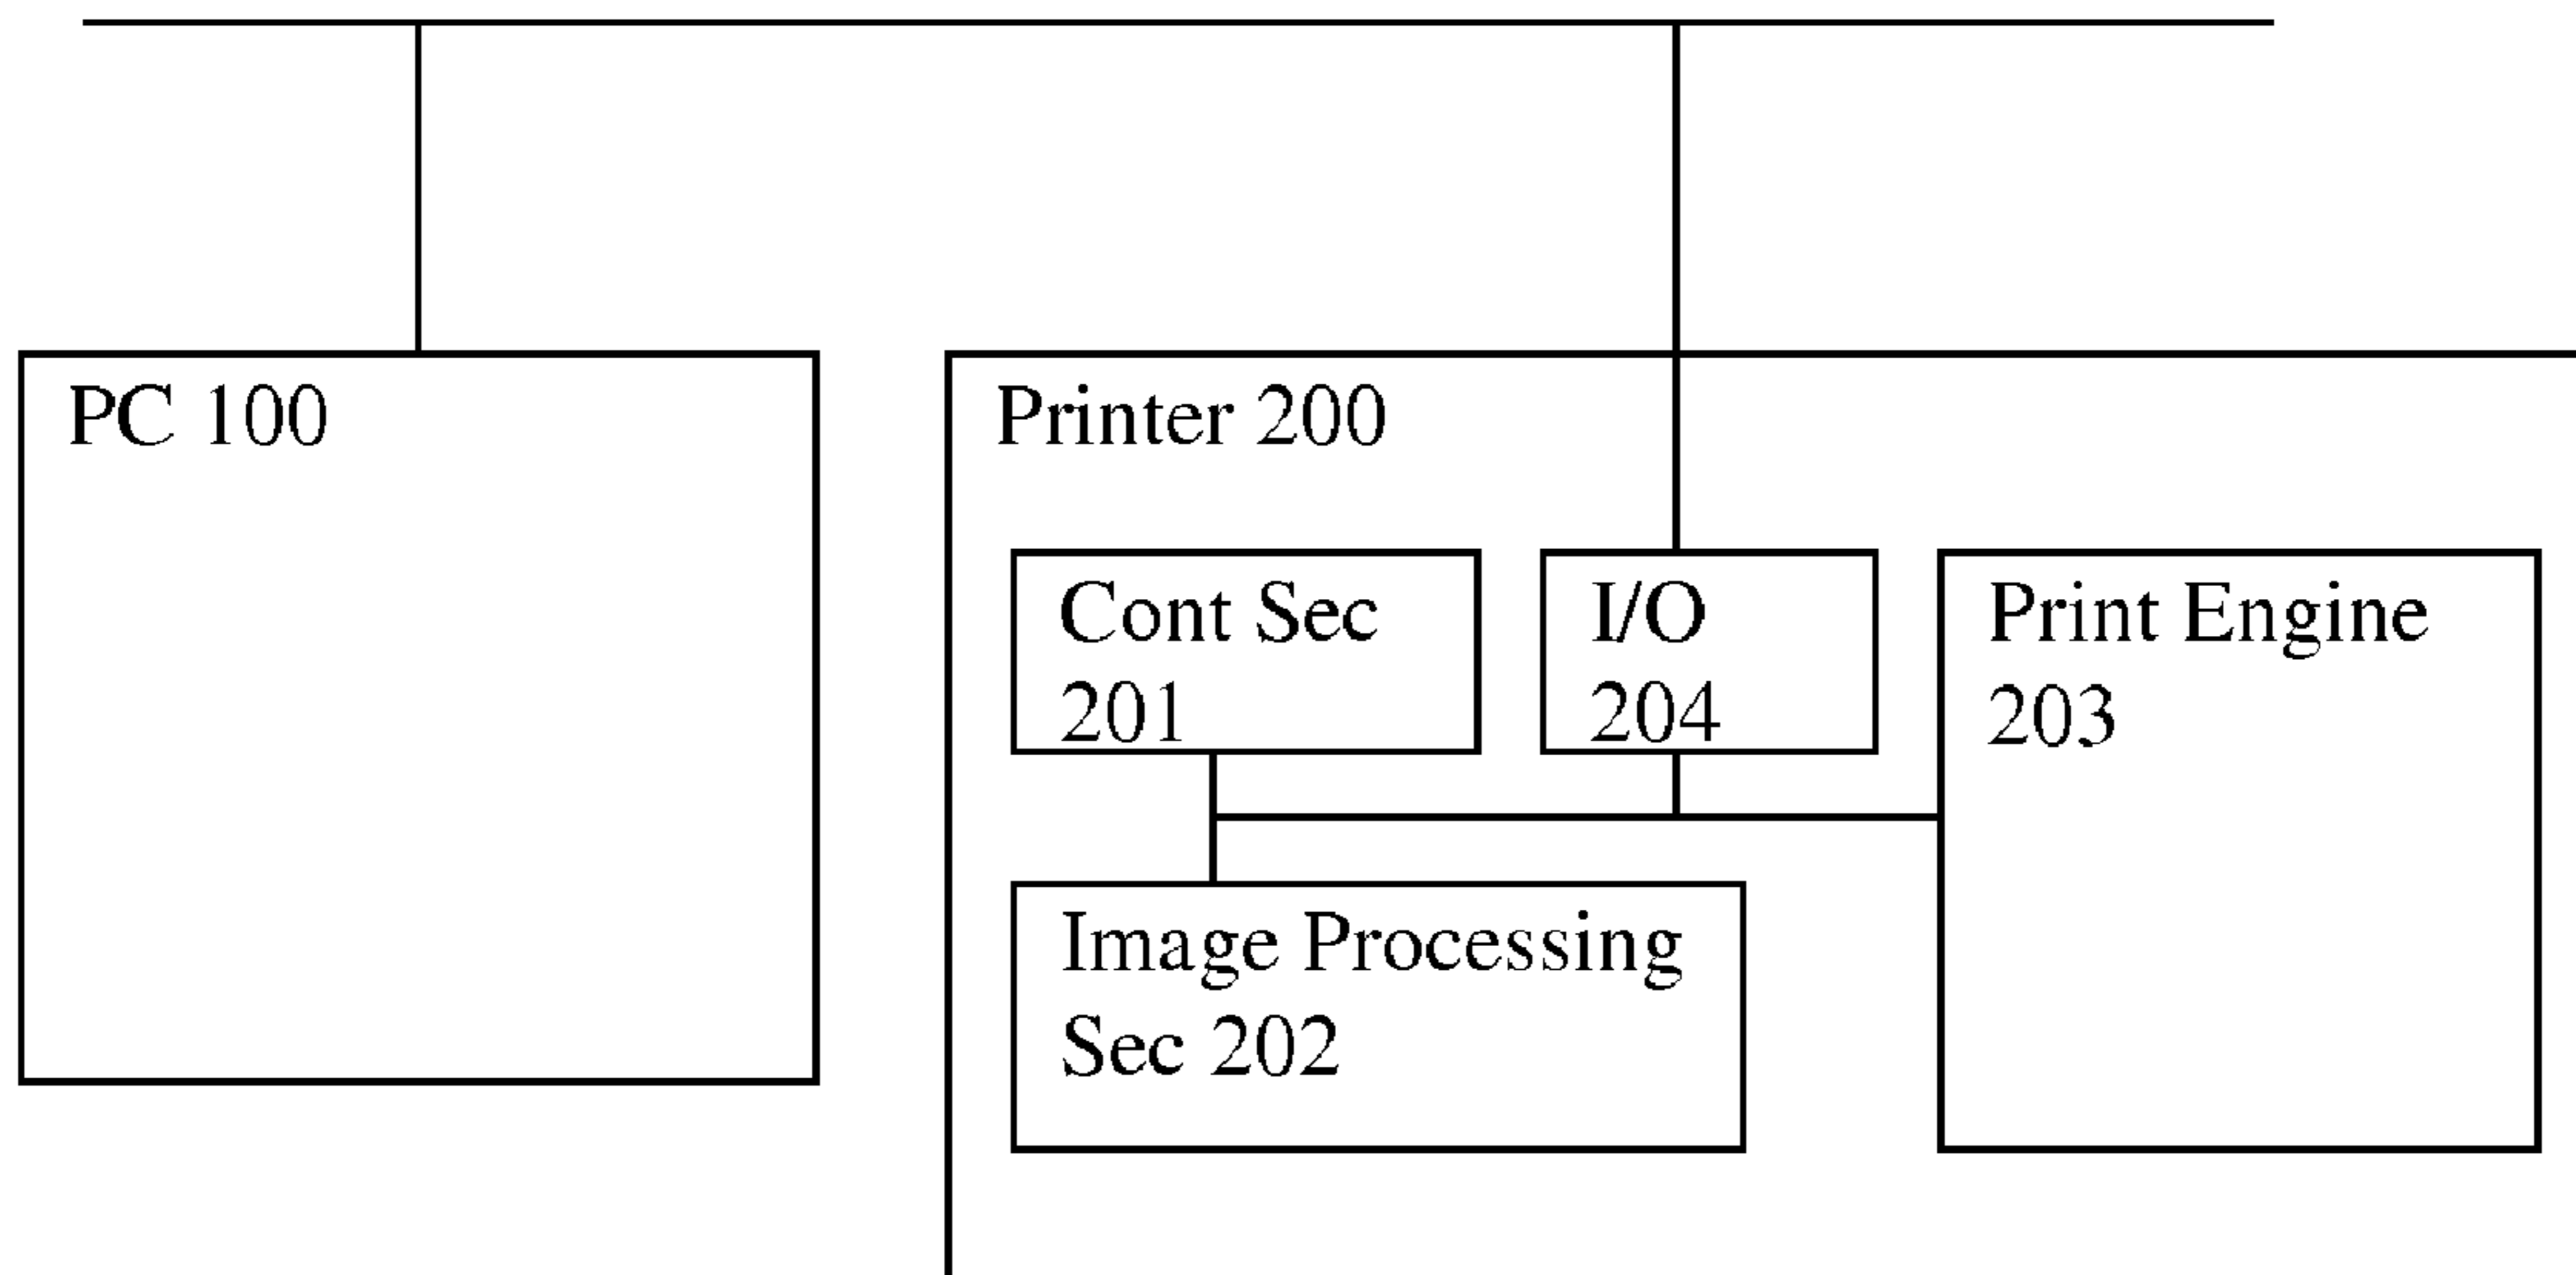 PC 100
Printer 200
Cont Sec
201
I/O
204
Print Engine
203
Image Processing
Sec 202